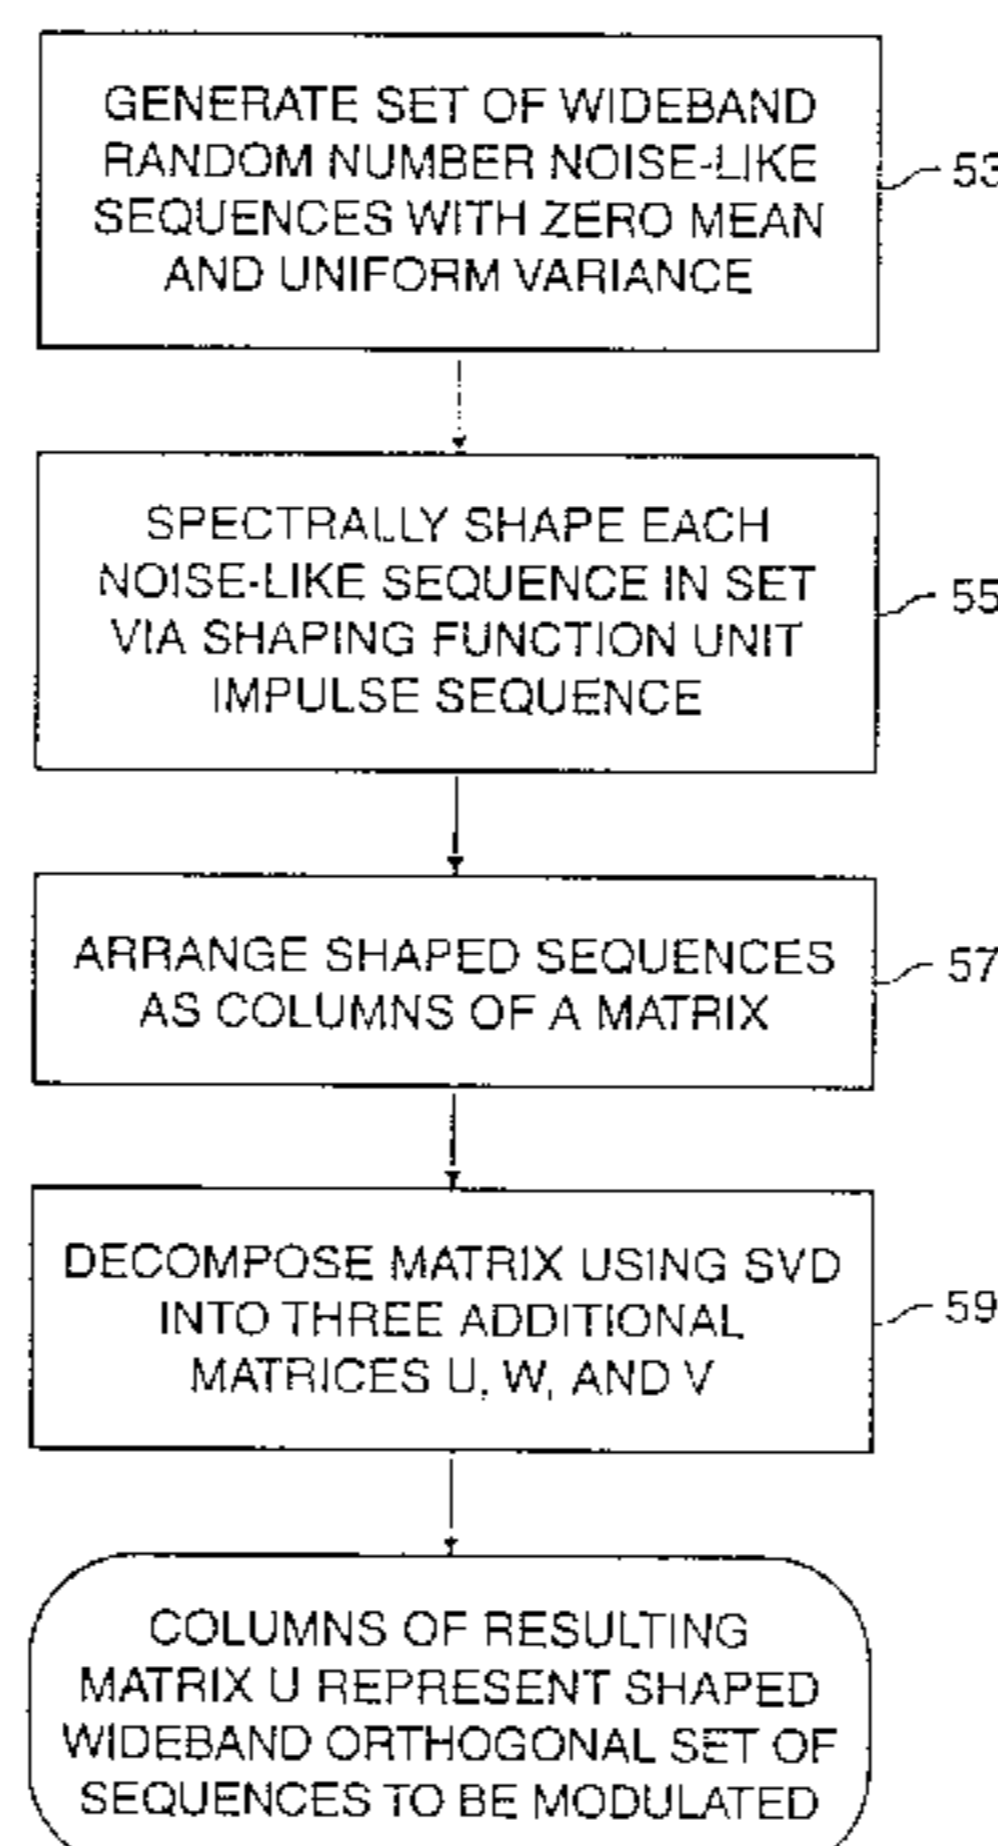 GENERATE SET OF WIDEBAND
RANDOM NUMBER NOISE-LIKE
SEQUENCES WITH ZERO MEAN
AND UNIFORM VARIANCE
53
SPECTRALLY SHAPE EACH
NOISE-LIKE SEQUENCE IN SET
VIA SHAPING FUNCTION UNIT
IMPULSE SEQUENCE
55
ARRANGE SHAPED SEQUENCES
AS COLUMNS OF A MATRIX
57
DECOMPOSE MATRIX USING SVD
INTO THREE ADDITIONAL
MATRICES U, W, AND V
59
COLUMNS OF RESULTING
MATRIX U REPRESENT SHAPED
WIDEBAND ORTHOGONAL SET OF
SEQUENCES TO BE MODULATED